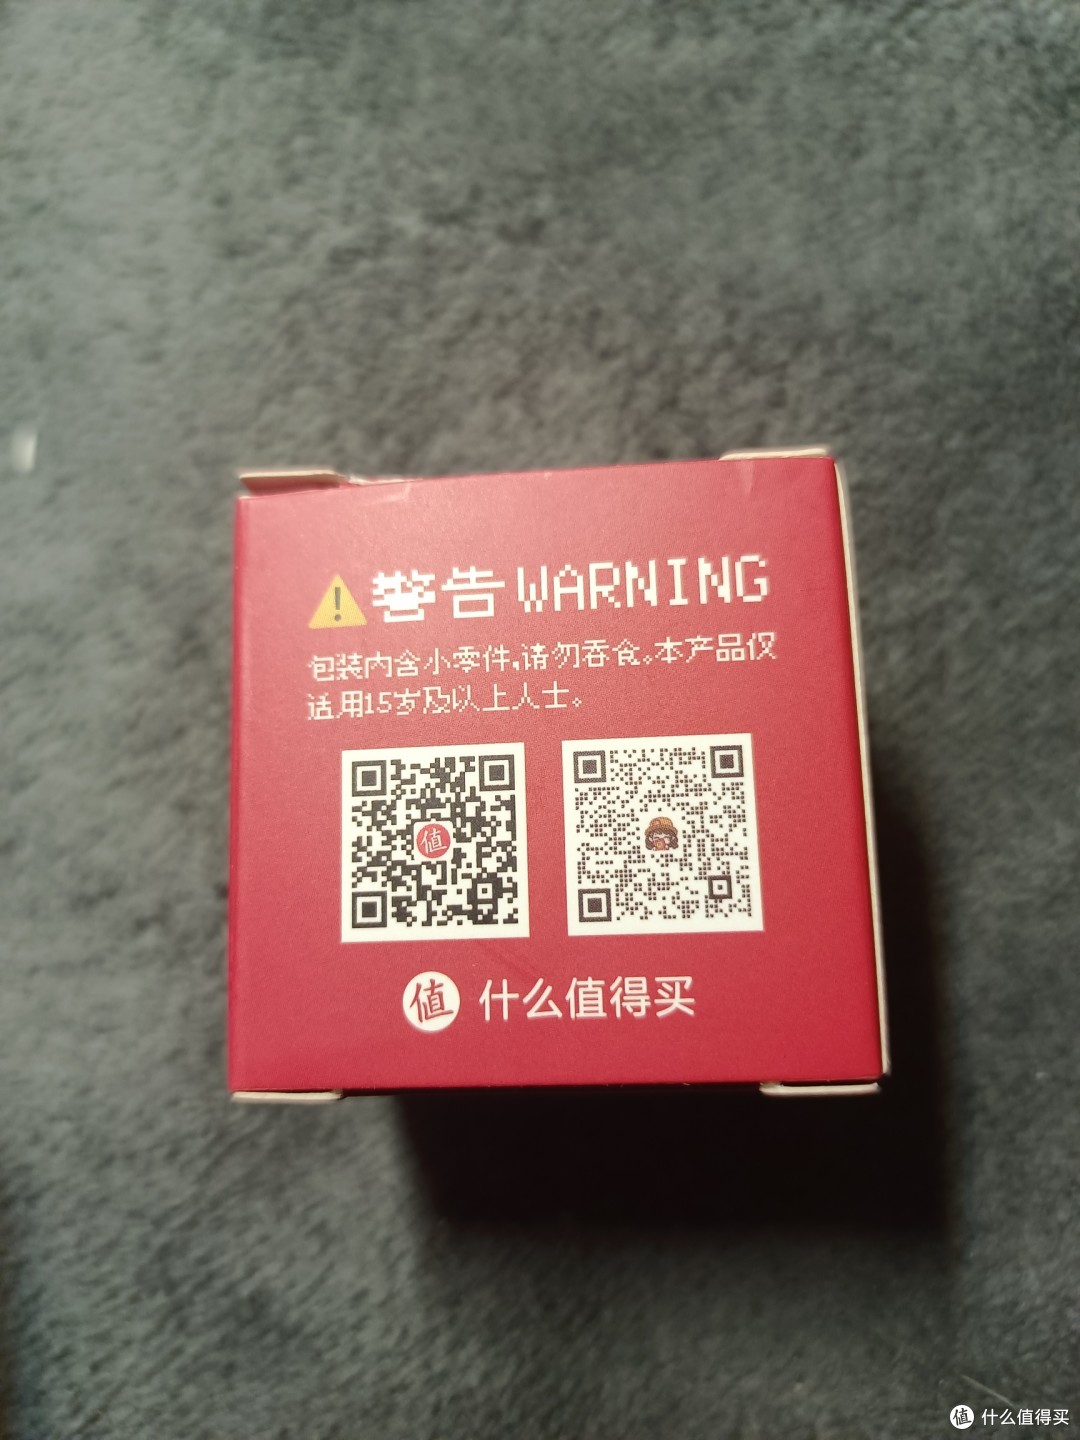 警告 WARNING
包装内含小零件,请勿吞食。本产品仅
适用15岁及以上人士。
值
值 什么值得买
值 什么值得买